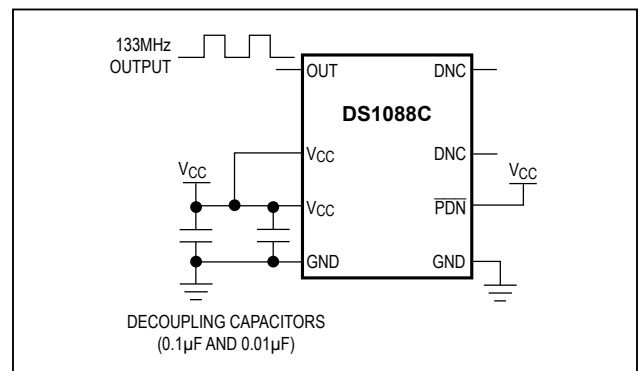 133MHz
OUTPUT
OUT
DNC
DS1088C
VCC
DNC
VCC
VCC
VCC
PDN
GND
GND
DECOUPLING CAPACITORS
(0.1µF AND 0.01µF)